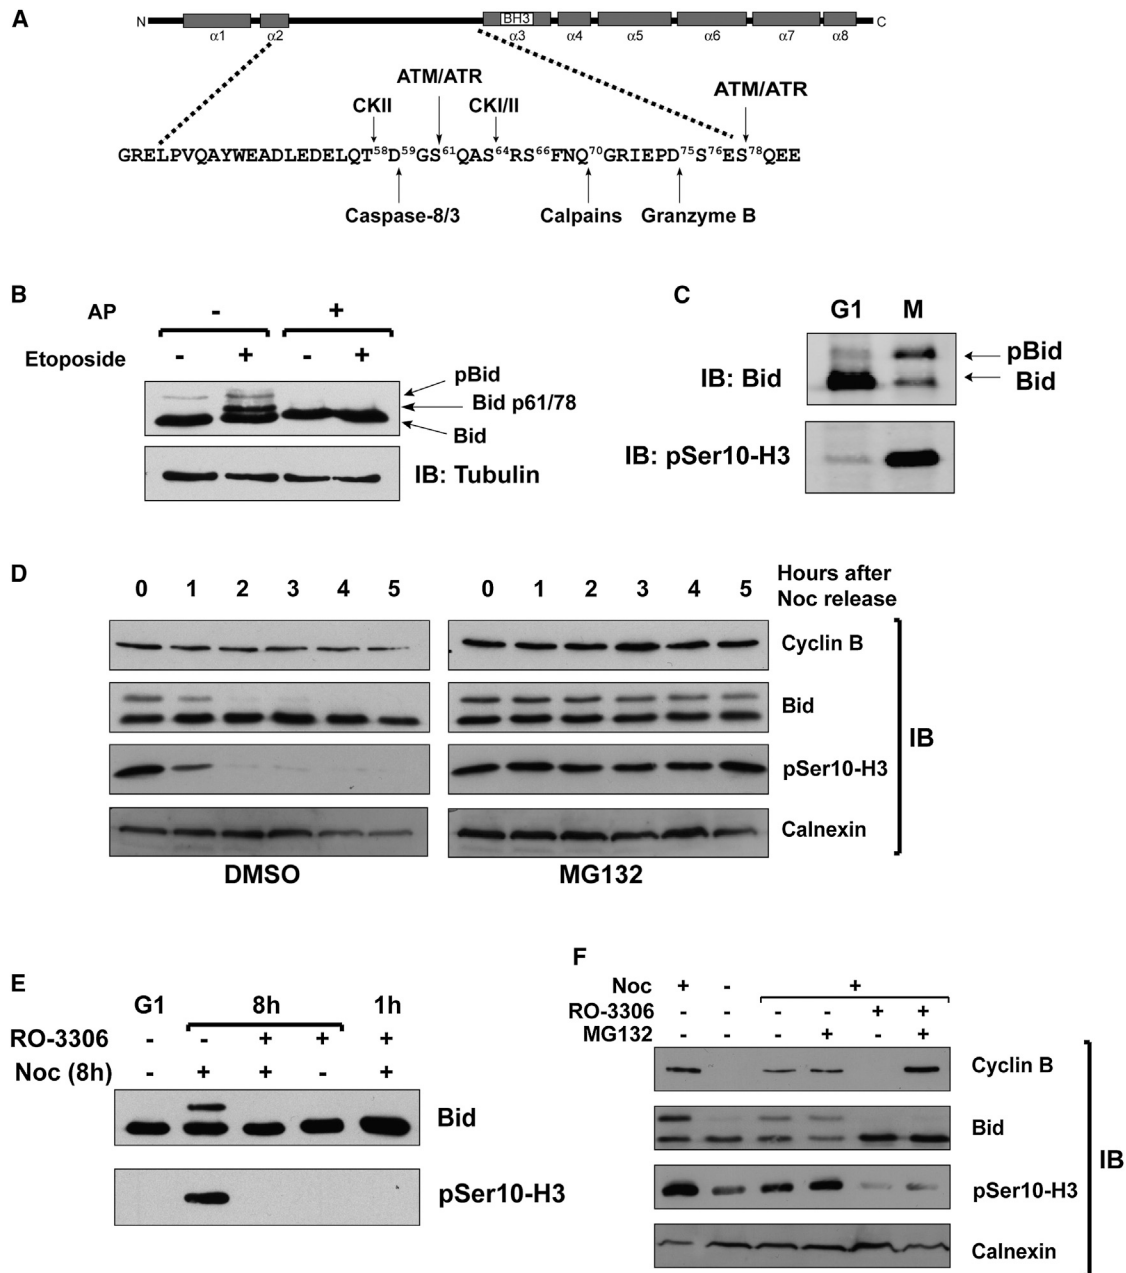 A
N
BH3
C
α1
α2
α3
α4
α5
α6
α7
α8
ATM/ATR
ATM/ATR
CKII
CKI/II
GRELPVQAYWEADLEDELQT58D59GS61QAS64RS66FNQ70GRIEPD75S76ES78QEE
Caspase-8/3
Calpains
Granzyme B
B
AP
-
+
Etoposide
- + - +
pBid
Bid p61/78
Bid
IB: Tubulin
C
G1 M
IB: Bid
pBid
Bid
IB: pSer10-H3
D
0 1 2 3 4 5
0 1 2 3 4 5
Hours after
Noc release
Cyclin B
Bid
pSer10-H3
Calnexin
IB
DMSO
MG132
E
G1 8h 1h
RO-3306 - - + + +
Noc (8h) - + + - +
Bid
pSer10-H3
F
Noc + - +
RO-3306 - - - - + +
MG132 - - - + - +
Cyclin B
Bid
pSer10-H3
Calnexin
IB